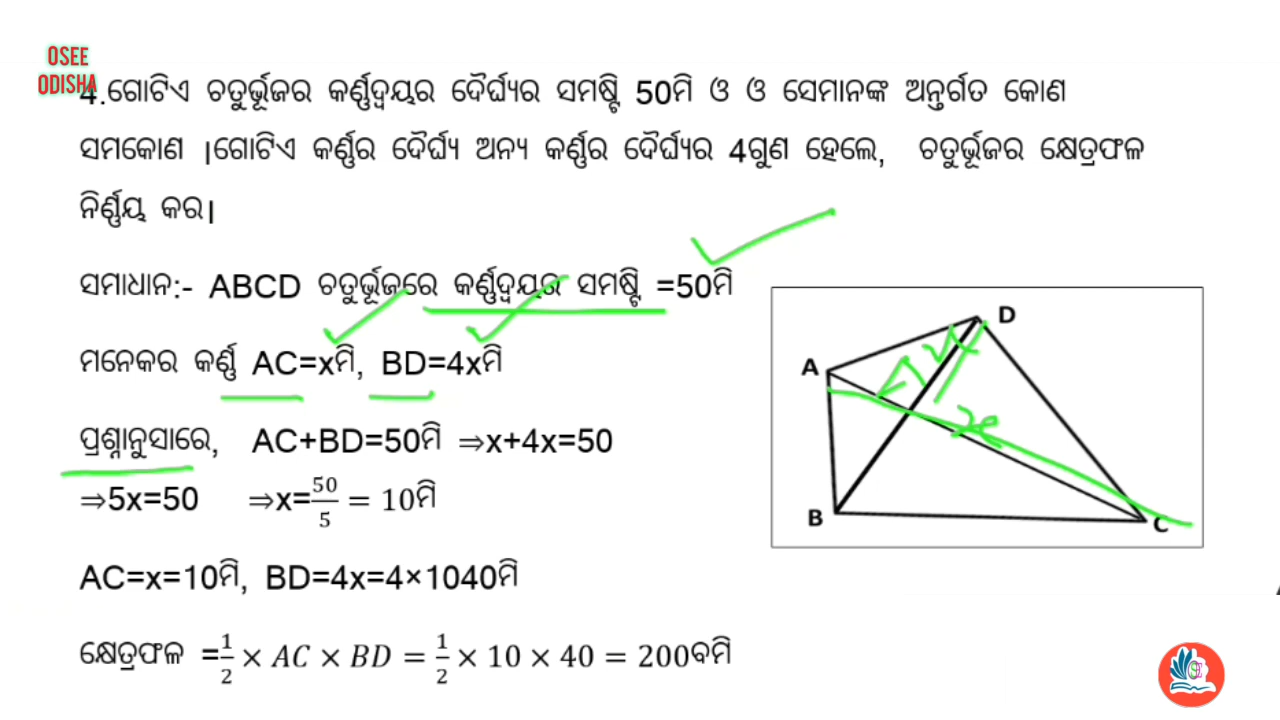 OSEE
ODISHA
4.ଗୋଟିଏ ଚତୁର୍ଭୂଜର କର୍ଣ୍ଣଦ୍ୱୟର ଦୈର୍ଘ୍ୟର ସମଷ୍ଟି 50ମି ଓ ଓ ସେମାନଙ୍କ ଅନ୍ତର୍ଗତ କୋଣ
ସମକୋଣ ।ଗୋଟିଏ କର୍ଣ୍ଣର ଦୈର୍ଘ୍ୟ ଅନ୍ୟ କର୍ଣ୍ଣର ଦୈର୍ଘ୍ୟର 4ଗୁଣ ହେଲେ, ଚତୁର୍ଭୂଜର କ୍ଷେତ୍ରଫଳ
ନିର୍ଣ୍ଣୟ କର।
ସମାଧାନ:- ABCD ଚତୁର୍ଭୂଜରେ କର୍ଣ୍ଣଦ୍ୱୟର ସମଷ୍ଟି =50ମି
ମନେକର କର୍ଣ୍ଣ AC=xମି, BD=4xମି
ପ୍ରଶ୍ନାନୁସାରେ, AC+BD=50ମି ⇒x+4x=50
⇒5x=50 ⇒x=50/5 = 10ମି
AC=x=10ମି, BD=4x=4×1040ମି
କ୍ଷେତ୍ରଫଳ =1/2 × AC × BD = 1/2 × 10 × 40 = 200ବମି
D
A
x
B
C